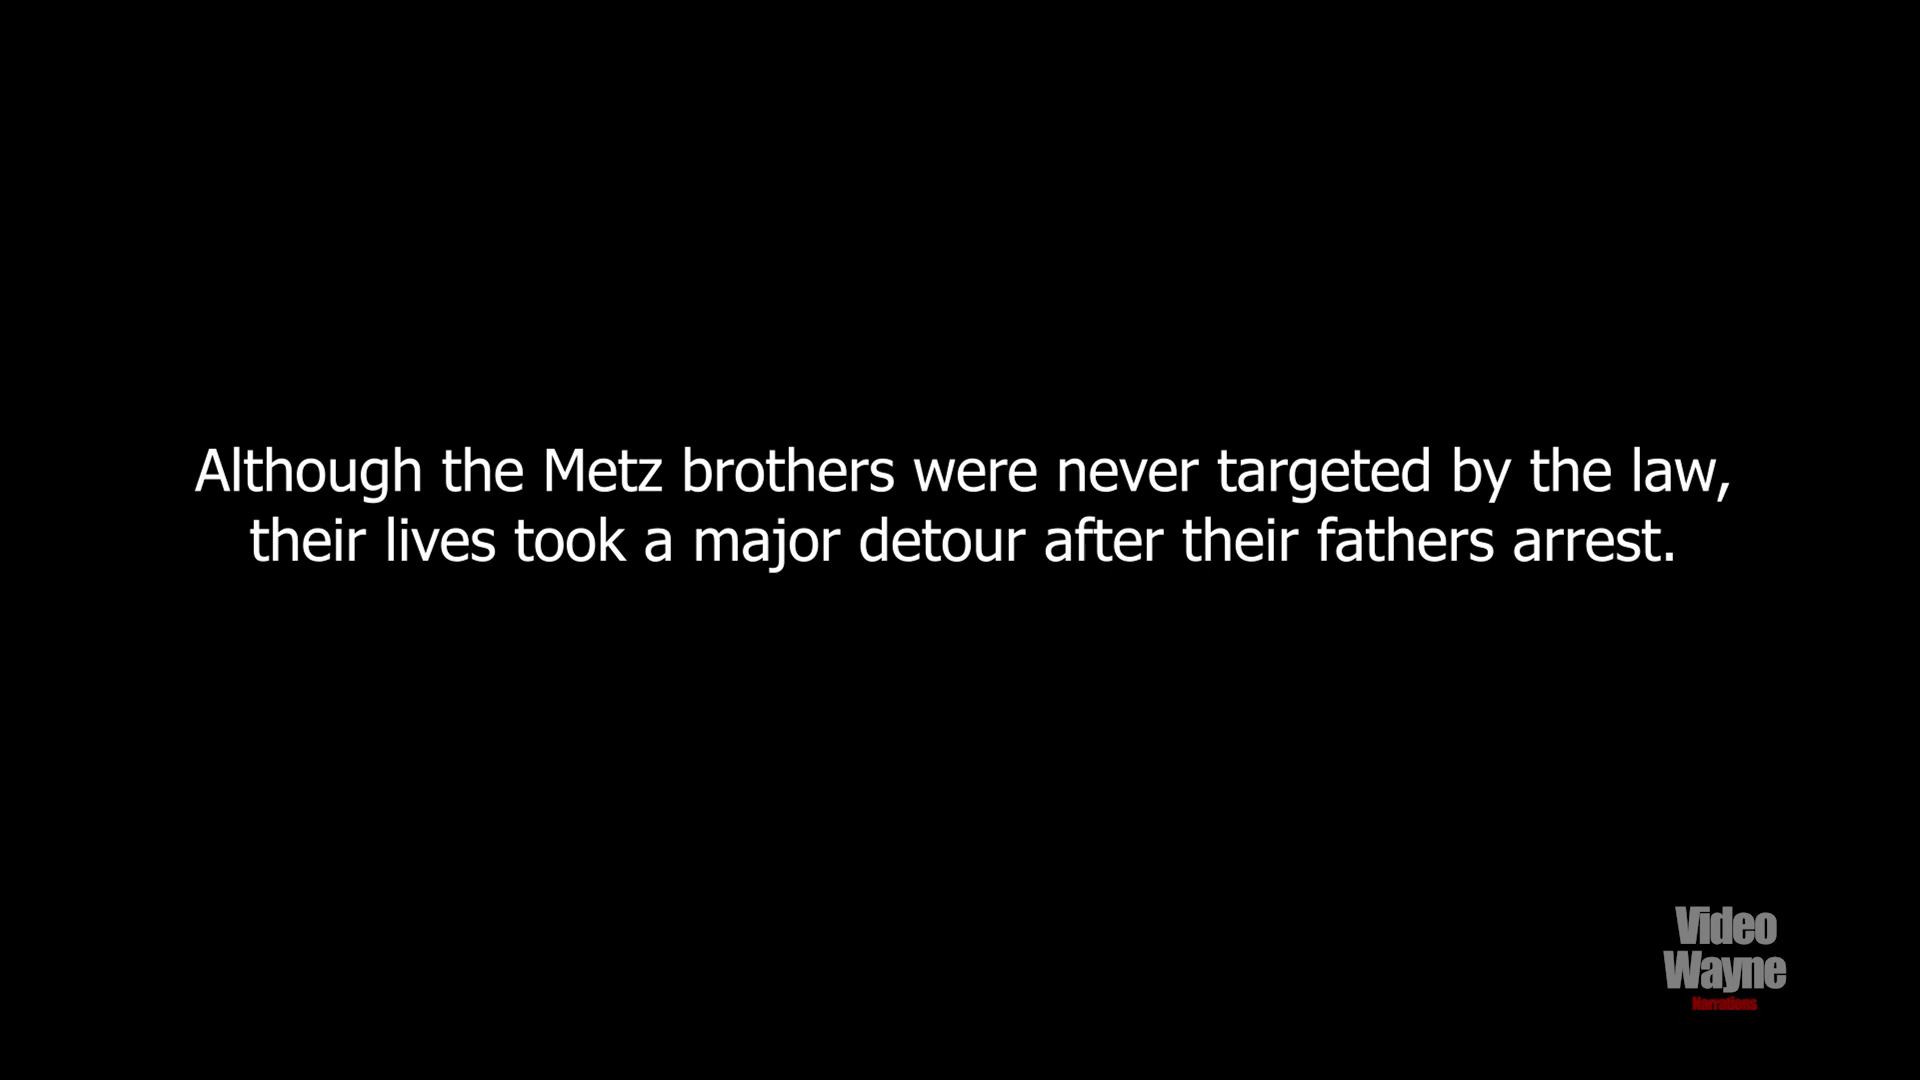 Although the Metz brothers were never targeted by the law,
their lives took a major detour after their fathers arrest.
Video
Wayne
Narrations